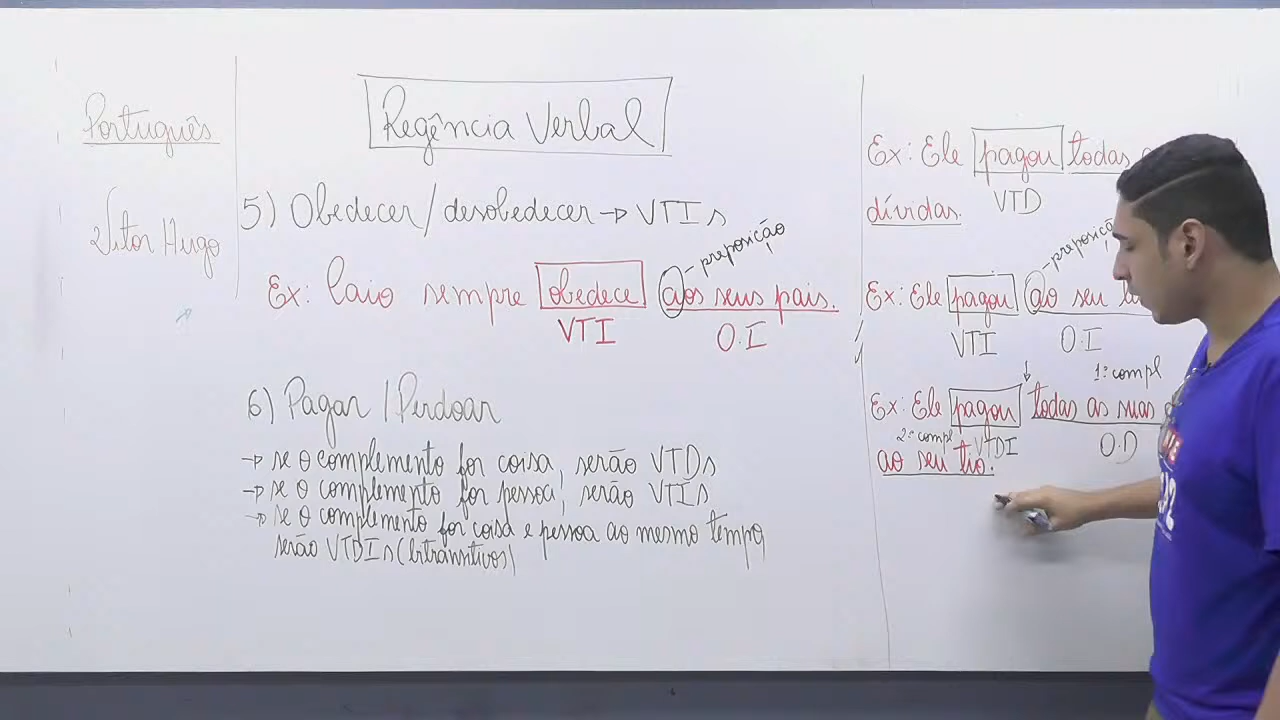 Português
Vitor Hugo
Regência Verbal
5) Obedecer/desobedecer → VTIs
preposição
Ex: Caio sempre obedece aos seus pais.
VTI O.I
6) Pagar / Perdoar
→ se o complemento for coisa, serão VTDs
→ se o complemento for pessoa, serão VTIs
→ se o complemento for coisa e pessoa ao mesmo tempo,
serão VTDIs (bitransitivos)
Ex: Ele pagou todas
VTD
dívidas.
Ex: Ele pagou ao seu
VTI O.I
1º compl
Ex: Ele pagou todas as suas
2º compl VTDI O.D
ao seu tio.